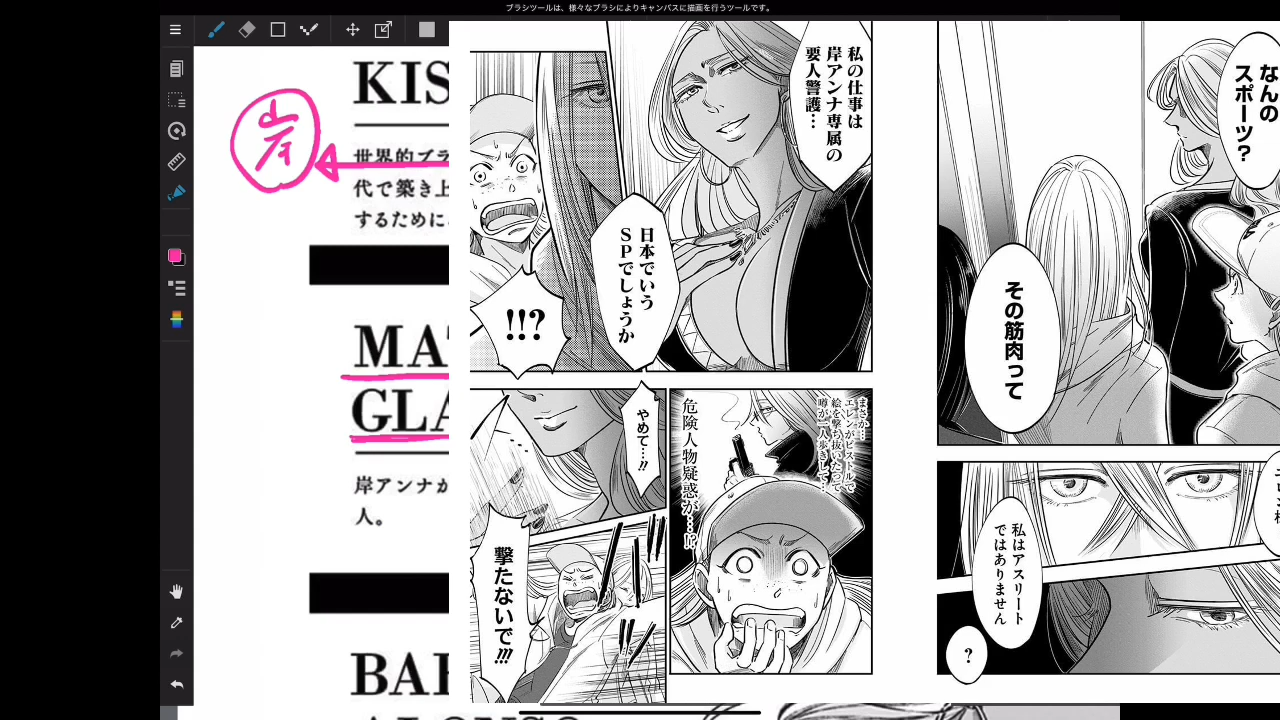 ブラシツールは、様々なブラシによりキャンバスに描画を行うツールです。
岸
KIS
世界的ブラ
代で築き上
するために
MA
GLA
岸アンナか
人。
BAR
なんの
スポーツ?
その筋肉って
私はアスリート
ではありません
?
私の仕事は
岸アンナ専属の
要人警護…
日本でいう
SPでしょうか
!!?
まさか…
エレンがピストルで
絵を撃ち抜いたって
噂が一人歩きして…
危険人物疑惑が…!?
やめて…!!
撃たないで!!!